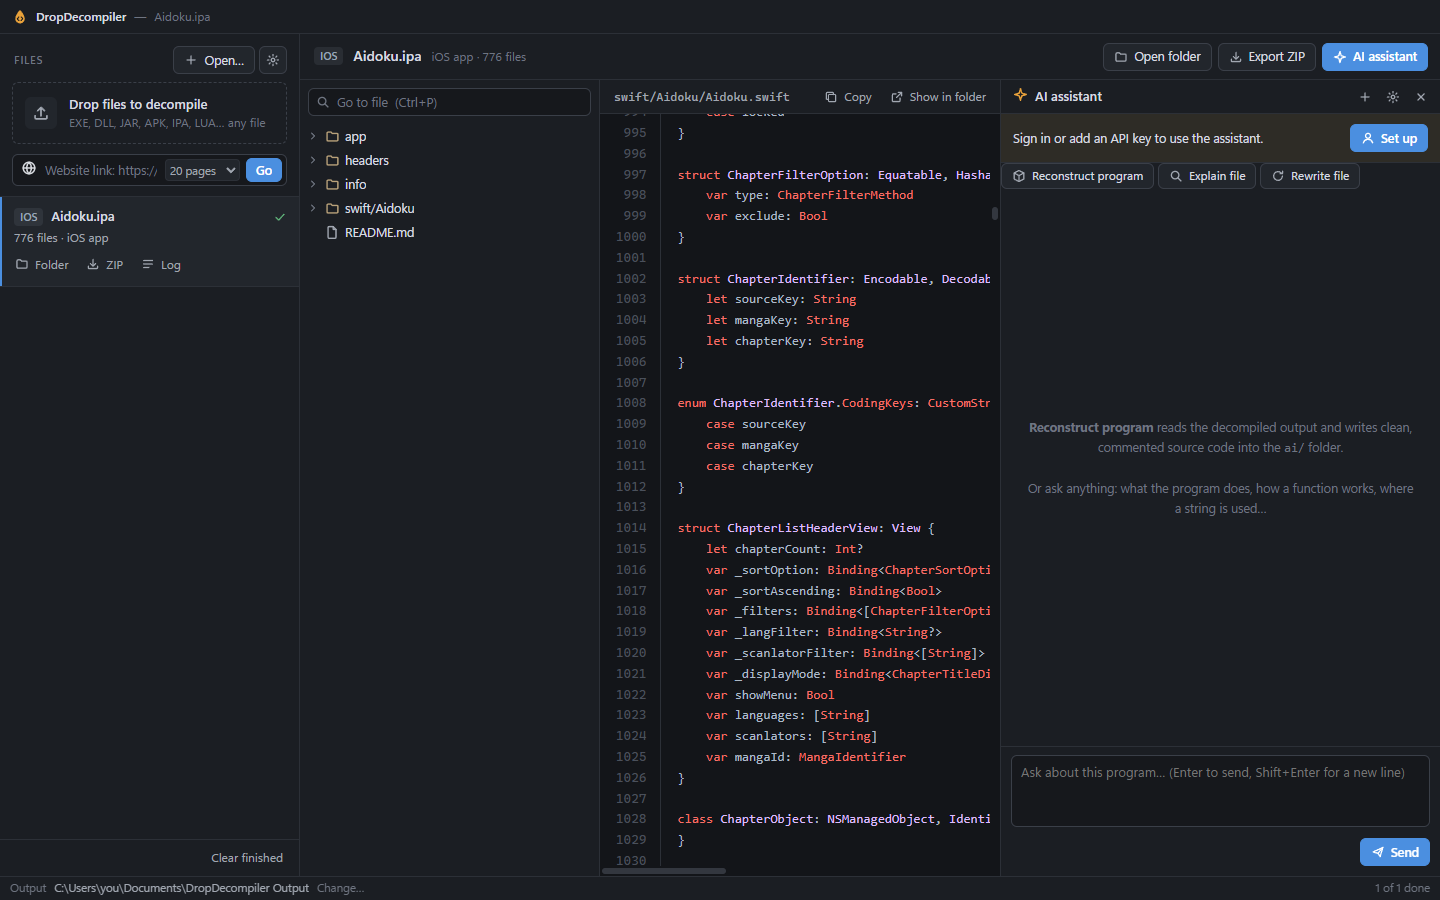 DropDecompiler — Aidoku.ipa
FILES
Open...
Drop files to decompile
EXE, DLL, JAR, APK, IPA, LUA... any file
Website link: https:/
20 pages
Go
IOS Aidoku.ipa
776 files · iOS app
Folder ZIP Log
Clear finished
IOS Aidoku.ipa iOS app · 776 files
Open folder Export ZIP AI assistant
Go to file (Ctrl+P)
app
headers
info
swift/Aidoku
README.md
swift/Aidoku/Aidoku.swift Copy Show in folder
995 }
996
997 struct ChapterFilterOption: Equatable, Hasha
998 var type: ChapterFilterMethod
999 var exclude: Bool
1000 }
1001
1002 struct ChapterIdentifier: Encodable, Decodab
1003 let sourceKey: String
1004 let mangaKey: String
1005 let chapterKey: String
1006 }
1007
1008 enum ChapterIdentifier.CodingKeys: CustomStr
1009 case sourceKey
1010 case mangaKey
1011 case chapterKey
1012 }
1013
1014 struct ChapterListHeaderView: View {
1015 let chapterCount: Int?
1016 var _sortOption: Binding<ChapterSortOpti
1017 var _sortAscending: Binding<Bool>
1018 var _filters: Binding<[ChapterFilterOpti
1019 var _langFilter: Binding<String?>
1020 var _scanlatorFilter: Binding<[String]>
1021 var _displayMode: Binding<ChapterTitleDi
1022 var showMenu: Bool
1023 var languages: [String]
1024 var scanlators: [String]
1025 var mangaId: MangaIdentifier
1026 }
1027
1028 class ChapterObject: NSManagedObject, Identi
1029 }
1030
AI assistant
Sign in or add an API key to use the assistant.
Set up
Reconstruct program Explain file Rewrite file
Reconstruct program reads the decompiled output and writes clean,
commented source code into the ai/ folder.
Or ask anything: what the program does, how a function works, where
a string is used...
Ask about this program... (Enter to send, Shift+Enter for a new line)
Send
Output C:\Users\you\Documents\DropDecompiler Output Change...
1 of 1 done